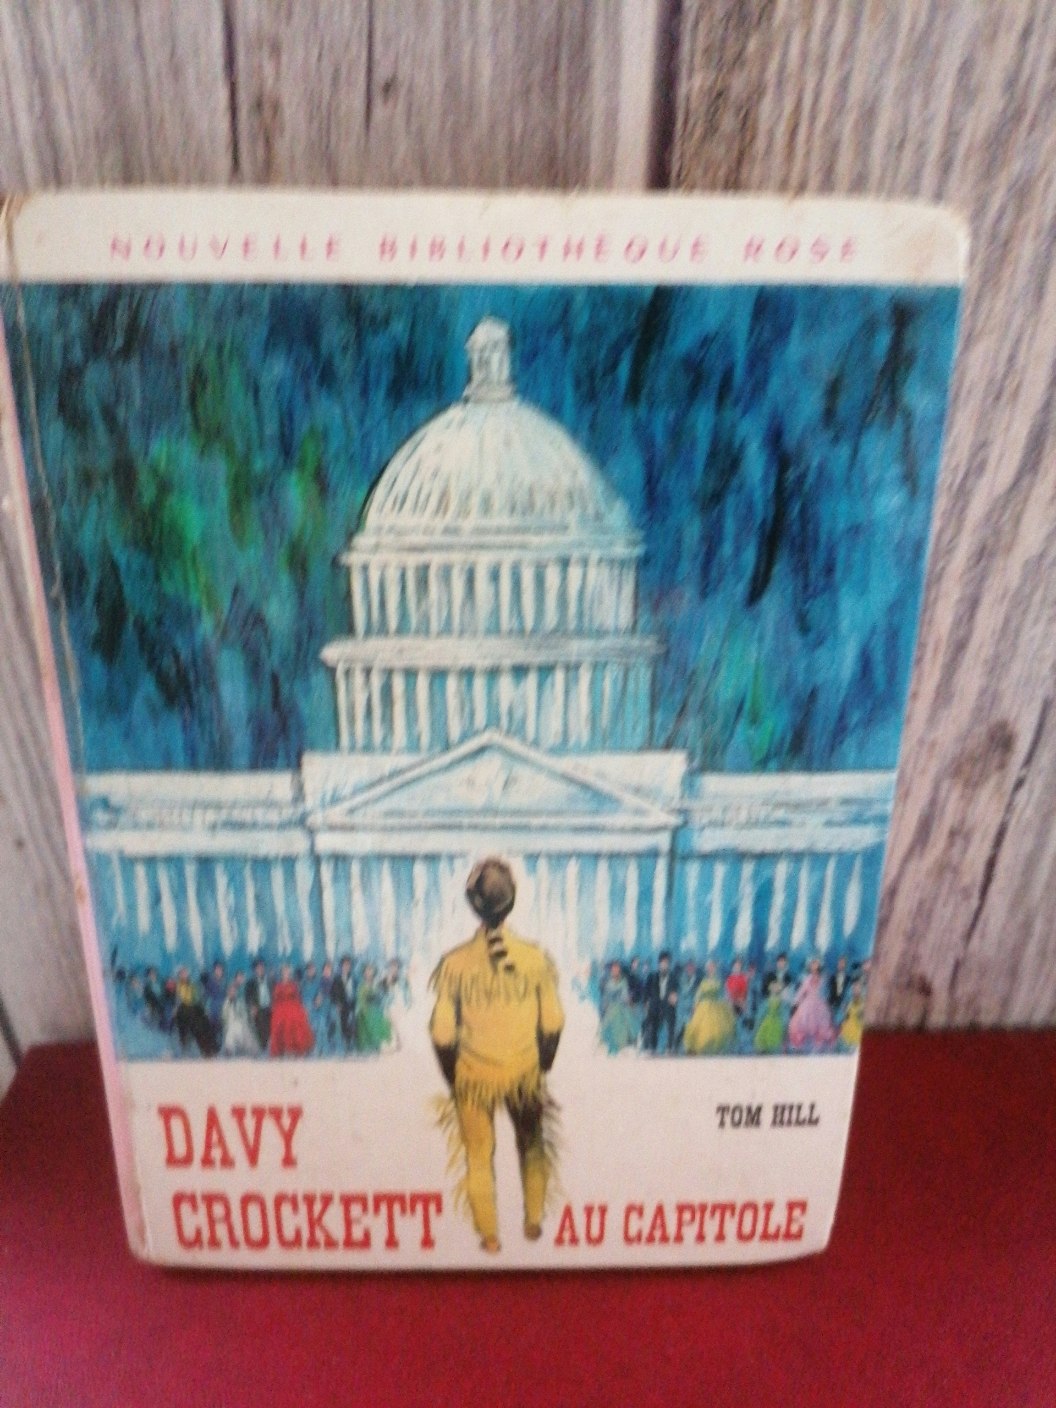 NOUVELLE BIBLIOTHÈQUE ROSE
TOM HILL
DAVY
CROCKETT AU CAPITOLE